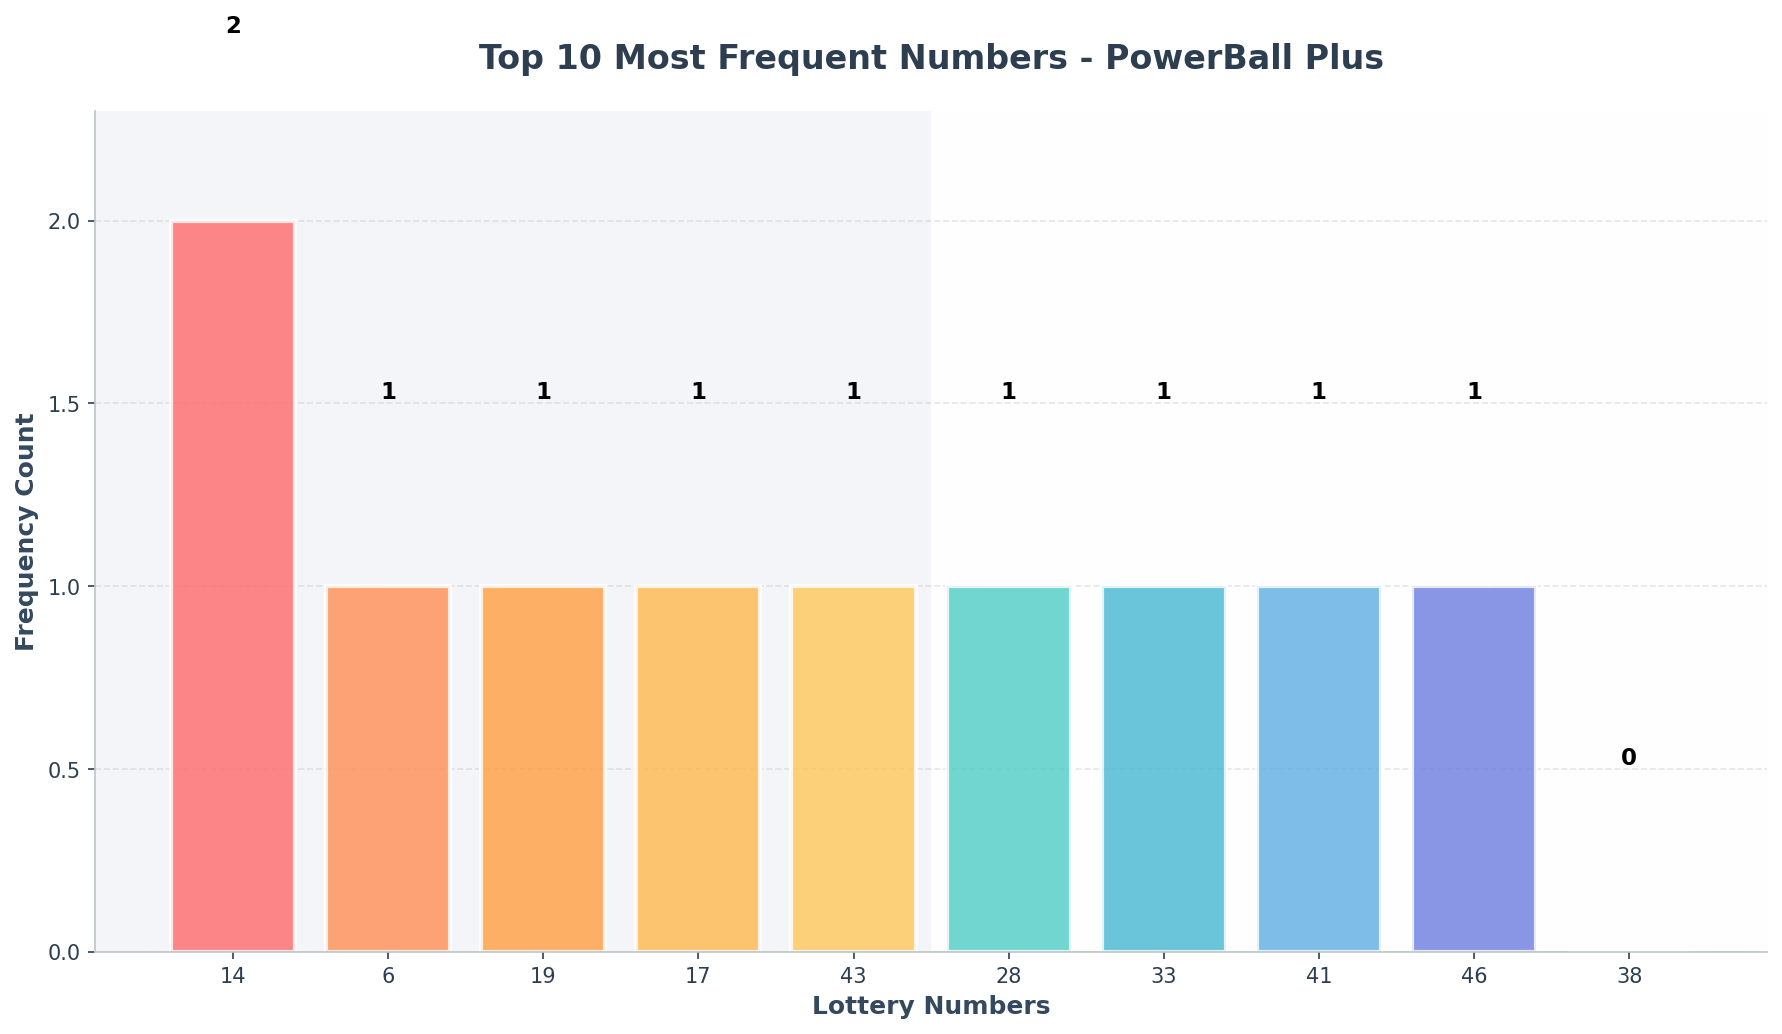 2
Top 10 Most Frequent Numbers - PowerBall Plus
2.0
1 1 1 1 1 1 1 1
1.5
Frequency Count
1.0
0
0.5
0.0
14 6 19 17 43 28 33 41 46 38
Lottery Numbers